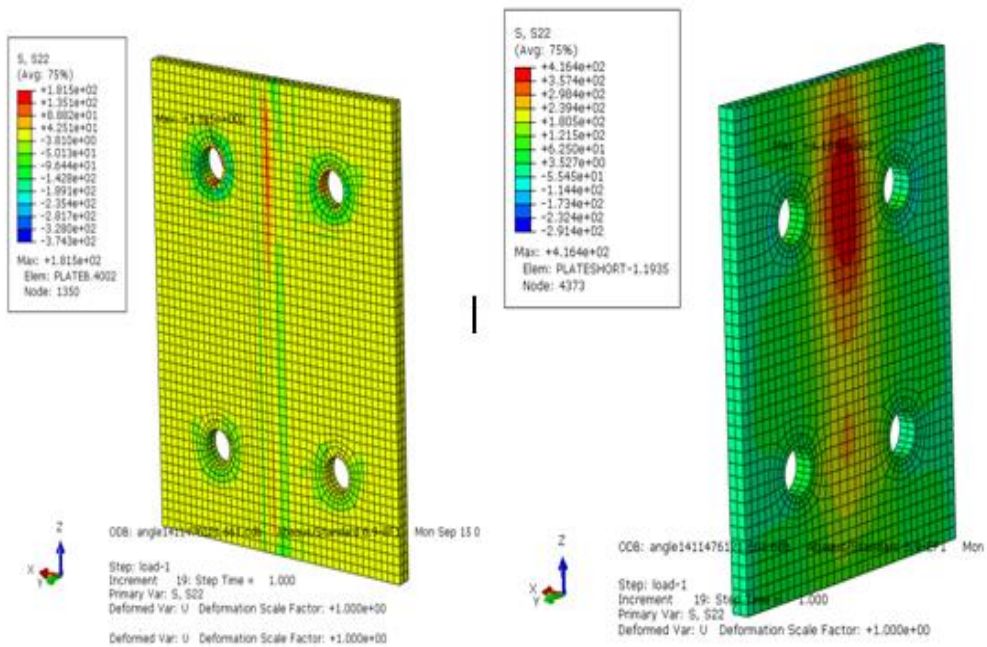 S, S22
(Avg: 75%)
+1.815e+02
+1.351e+02
+8.882e+01
+4.251e+01
-3.810e+00
-5.013e+01
-9.644e+01
-1.428e+02
-1.891e+02
-2.354e+02
-2.817e+02
-3.280e+02
-3.743e+02
Max: +1.815e+02
Elem: PLATEB.4002
Node: 1350
Z
X
Y
ODB: Mon Sep 15 0
Step: load-1
Increment 19: Step Time = 1.000
Primary Var: S, S22
Deformed Var: U Deformation Scale Factor: +1.000e+00
Deformed Var: U Deformation Scale Factor: +1.000e+00
S, S22
(Avg: 75%)
+4.164e+02
+3.574e+02
+2.984e+02
+2.394e+02
+1.805e+02
+1.215e+02
+6.250e+01
+3.527e+00
-5.545e+01
-1.144e+02
-1.734e+02
-2.324e+02
-2.914e+02
Max: +4.164e+02
Elem: PLATESHORT-1.1935
Node: 4373
Z
X
Y
ODB: Mon
Step: load-1
Increment 19: Time = 1.000
Primary Var: S, S22
Deformed Var: U Deformation Scale Factor: +1.000e+00